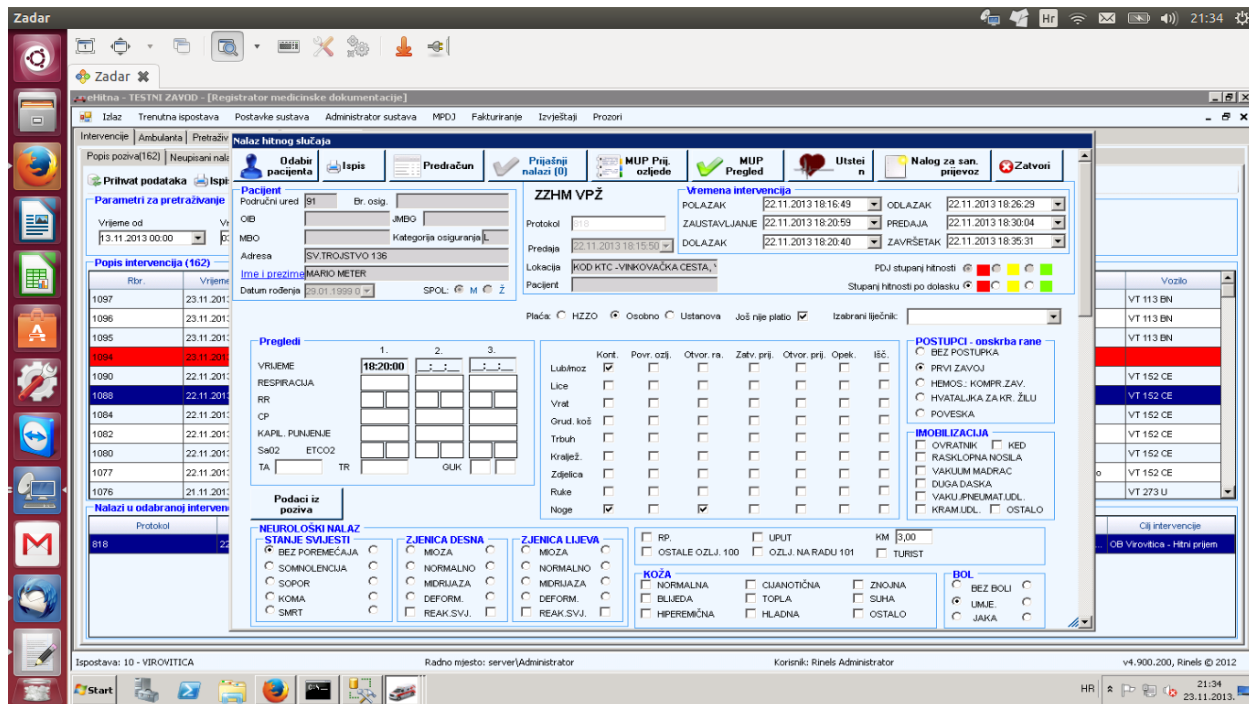 Zadar
Hr
21:34
Zadar
eHitna - TESTNI ZAVOD - [Registrator medicinske dokumentacije]
Izlaz Trenutna ispostava Postavke sustava Administrator sustava MPDJ Fakturiranje Izvještaji Prozori
Intervencije Ambulanta Pretraživ
Popis poziva(162) Neupisani nala
Prihvat podataka Ispi
Parametri za pretraživanje
Vrijeme od
13.11.2013 00:00
Popis intervencija (162)
Rbr. Vrijeme
1097 23.11.201
1096 23.11.201
1095 23.11.201
1094 23.11.201
1090 22.11.201
1088 22.11.201
1084 22.11.201
1082 22.11.201
1080 22.11.201
1077 22.11.201
1076 21.11.201
Nalazi u odabranoj interven
Protokol
818 22
Nalaz hitnog slučaja
Odabir pacijenta
Ispis
Predračun
Prijašnji nalazi (0)
MUP Prij. ozljede
MUP Pregled
Utstein
Nalog za san. prijevoz
Zatvori
Pacijent
Područni ured 91 Br. osig.
OIB JMBG
MBO Kategorija osiguranja L
Adresa SV.TROJSTVO 136
Ime i prezime MARIO METER
Datum rođenja 29.01.1999 0 SPOL: M Ž
ZZHM VPŽ
Protokol 818
Predaja 22.11.2013 18:15:50
Lokacija KOD KTC -VINKOVAČKA CESTA,
Pacijent
Vremena intervencija
POLAZAK 22.11.2013 18:16:49 ODLAZAK 22.11.2013 18:26:29
ZAUSTAVLJANJE 22.11.2013 18:20:59 PREDAJA 22.11.2013 18:30:04
DOLAZAK 22.11.2013 18:20:40 ZAVRŠETAK 22.11.2013 18:35:31
PDJ stupanj hitnosti
Stupanj hitnosti po dolasku
Plaća: HZZO Osobno Ustanova Još nije platio Izabrani liječnik:
Pregledi
1. 2. 3.
VRIJEME 18:20:00 _:_:_ _:_:_
RESPIRACIJA
RR
CP
KAPIL. PUNJENJE
Sa02 ETCO2
TA TR GUK
Podaci iz poziva
Kont. Povr. ozlj. Otvor. ra. Zatv. prij. Otvor. prij. Opek. Išč.
Lub/moz
Lice
Vrat
Grud. koš
Trbuh
Kralјež.
Zdjelica
Ruke
Noge
POSTUPCI - opskrba rane
BEZ POSTUPKA
PRVI ZAVOJ
HEMOS.: KOMPR.ZAV.
HVATALJKA ZA KR. ŽILU
POVESKA
IMOBILIZACIJA
OVRATNIK KED
RASKLOPNA NOSILA
VAKUUM MADRAC
DUGA DASKA
VAKU./PNEUMAT.UDL.
KRAM.UDL. OSTALO
NEUROLOŠKI NALAZ
STANJE SVIJESTI
BEZ POREMEĆAJA
SOMNOLENCIJA
SOPOR
KOMA
SMRT
ZJENICA DESNA
MIOZA
NORMALNO
MIDRIJAZA
DEFORM.
REAK.SVJ.
ZJENICA LIJEVA
MIOZA
NORMALNO
MIDRIJAZA
DEFORM.
REAK.SVJ.
RP. UPUT KM 3,00
OSTALE OZLJ. 100 OZLJ. NA RADU 101 TURIST
KOŽA
NORMALNA CIJANOTIČNA ZNOJNA
BLIJEDA TOPLA SUHA
HIPEREMIČNA HLADNA OSTALO
BOL
BEZ BOLI
UMJE.
JAKA
Vozilo
VT 113 BN
VT 113 BN
VT 113 BN
VT 152 CE
VT 152 CE
VT 152 CE
VT 152 CE
VT 152 CE
VT 152 CE
VT 273 U
Cilj intervencije
OB Virovitica - Hitni prijem
Ispostava: 10 - VIROVITICA Radno mjesto: server\Administrator Korisnik: Rinels Administrator v4.900.200, Rinels © 2012
Start HR 21:34
23.11.2013.